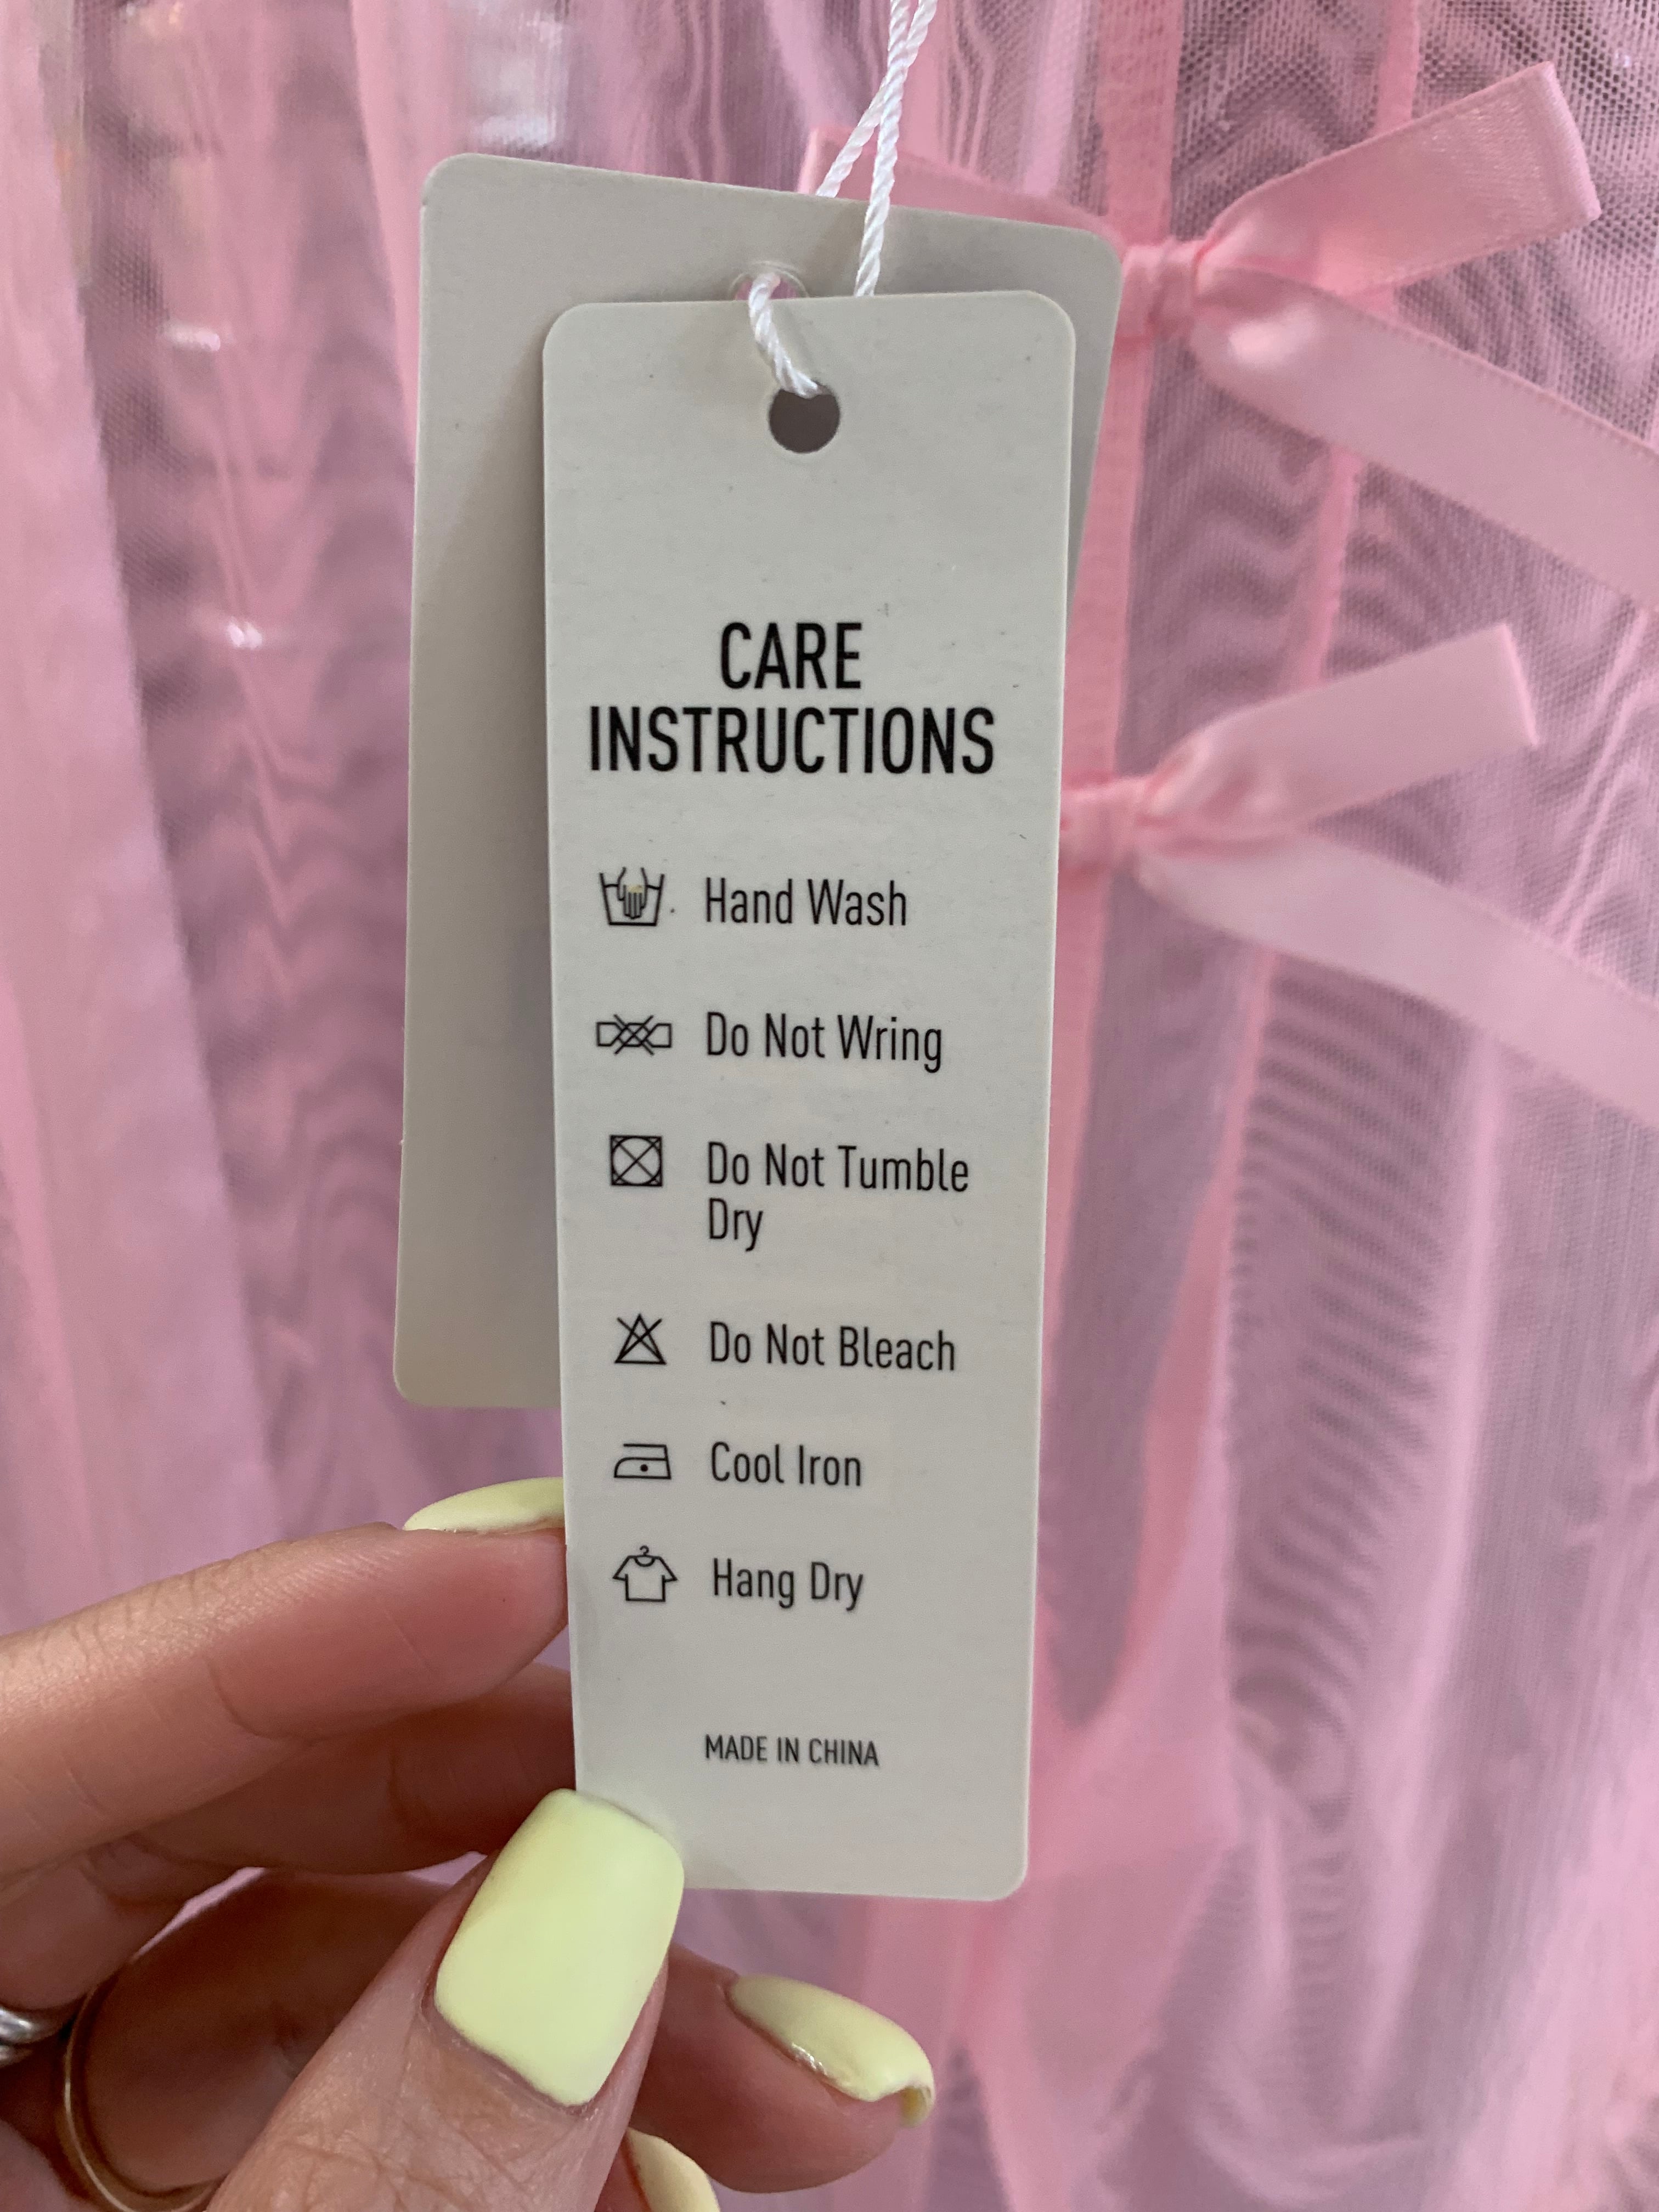 CARE
INSTRUCTIONS
Hand Wash
Do Not Wring
Do Not Tumble
Dry
Do Not Bleach
Cool Iron
Hang Dry
MADE IN CHINA